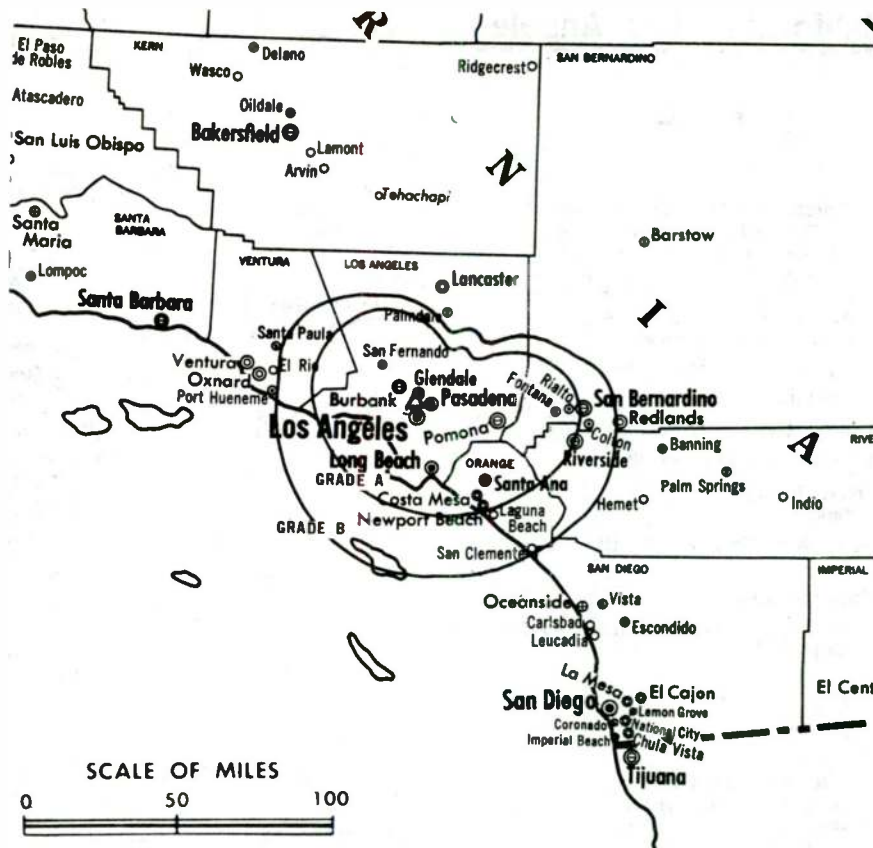 R
N
I
A
KERN
SAN BERNARDINO
El Paso
de Robles
Delano
Wasco
Ridgecrest
Atascadero
Oildale
Bakersfield
San Luis Obispo
Lamont
Arvin
Tehachapi
Santa
Maria
SANTA
BARBARA
Barstow
VENTURA
LOS ANGELES
Lompoc
Lancaster
Santa Barbara
Palmdale
Santa Paula
San Fernando
Ventura
El Rio
Oxnard
Port Hueneme
Glendale
Burbank
Pasadena
Fontana
Rialto
San Bernardino
Redlands
Los Angeles
Pomona
Colton
Riverside
Banning
RIVE
Long Beach
ORANGE
GRADE A
Santa Ana
Palm Springs
Costa Mesa
Hemet
Indio
Newport Beach
Laguna
Beach
GRADE B
San Clemente
SAN DIEGO
IMPERIAL
Oceanside
Vista
Carlsbad
Escondido
Leucadia
La Mesa
El Cajon
El Cent
San Diego
Lemon Grove
Coronado
National City
Imperial Beach
Chula Vista
Tijuana
SCALE OF MILES
0 50 100